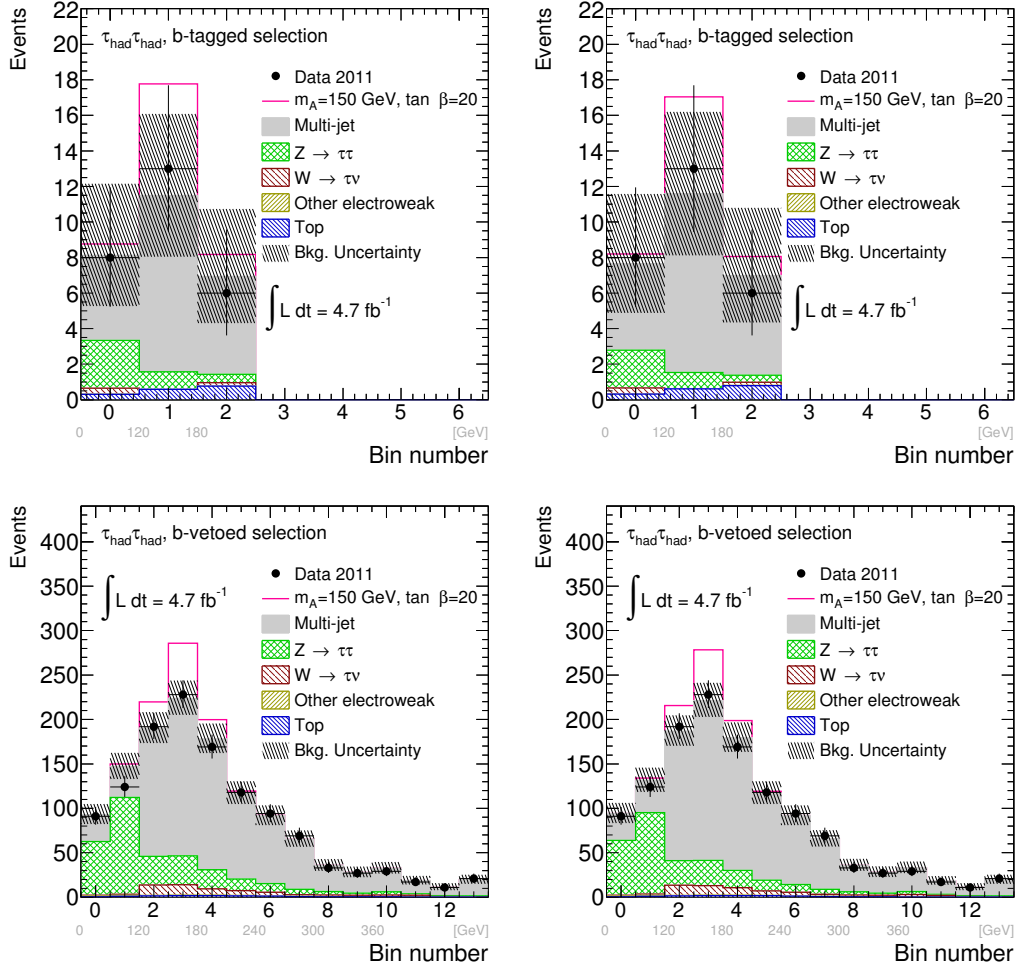 Events
22
20
18
16
14
12
10
8
6
4
2
0
τhadτhad, b-tagged selection
Data 2011
mA=150 GeV, tan β=20
Multi-jet
Z → ττ
W → τν
Other electroweak
Top
Bkg. Uncertainty
∫ L dt = 4.7 fb-1
0 1 2 3 4 5 6
0 120 180 [GeV]
Bin number
Events
22
20
18
16
14
12
10
8
6
4
2
0
τhadτhad, b-tagged selection
Data 2011
mA=150 GeV, tan β=20
Multi-jet
Z → ττ
W → τν
Other electroweak
Top
Bkg. Uncertainty
∫ L dt = 4.7 fb-1
0 1 2 3 4 5 6
0 120 180 [GeV]
Bin number
Events
400
350
300
250
200
150
100
50
0
τhadτhad, b-vetoed selection
∫ L dt = 4.7 fb-1
Data 2011
mA=150 GeV, tan β=20
Multi-jet
Z → ττ
W → τν
Other electroweak
Top
Bkg. Uncertainty
0 2 4 6 8 10 12
0 120 180 240 300 360 [GeV]
Bin number
Events
400
350
300
250
200
150
100
50
0
τhadτhad, b-vetoed selection
∫ L dt = 4.7 fb-1
Data 2011
mA=150 GeV, tan β=20
Multi-jet
Z → ττ
W → τν
Other electroweak
Top
Bkg. Uncertainty
0 2 4 6 8 10 12
0 120 180 240 300 360 [GeV]
Bin number